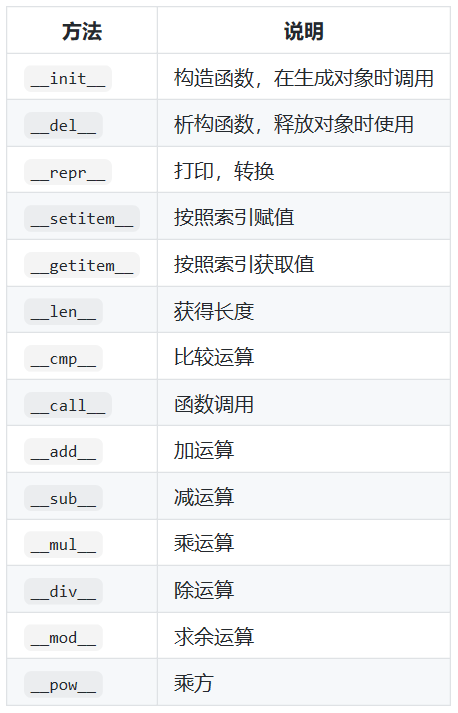 方法 说明
__init__ 构造函数，在生成对象时调用
__del__ 析构函数，释放对象时使用
__repr__ 打印，转换
__setitem__ 按照索引赋值
__getitem__ 按照索引获取值
__len__ 获得长度
__cmp__ 比较运算
__call__ 函数调用
__add__ 加运算
__sub__ 减运算
__mul__ 乘运算
__div__ 除运算
__mod__ 求余运算
__pow__ 乘方